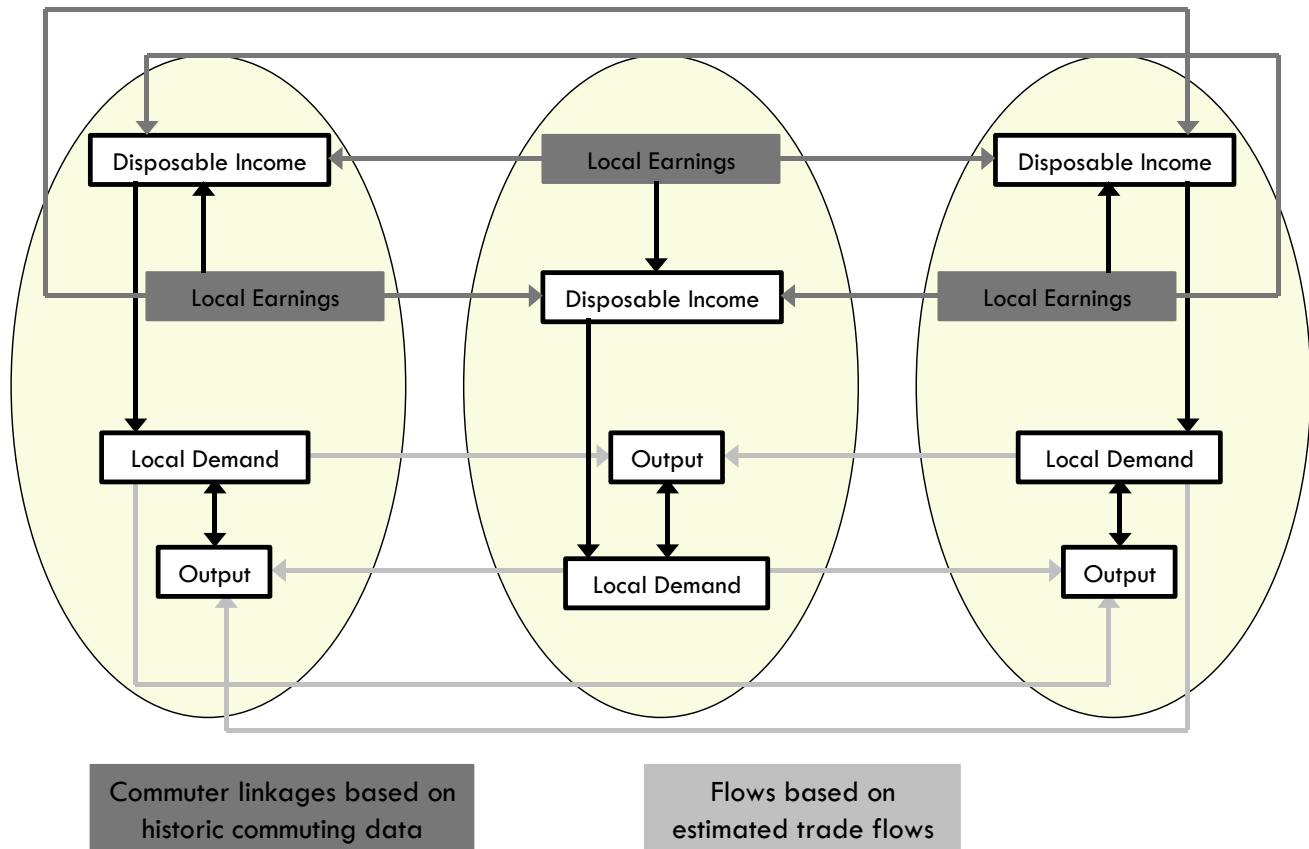 Disposable Income
Local Earnings
Disposable Income
Local Earnings
Disposable Income
Local Earnings
Local Demand
Output
Local Demand
Output
Local Demand
Output
Commuter linkages based on
historic commuting data
Flows based on
estimated trade flows